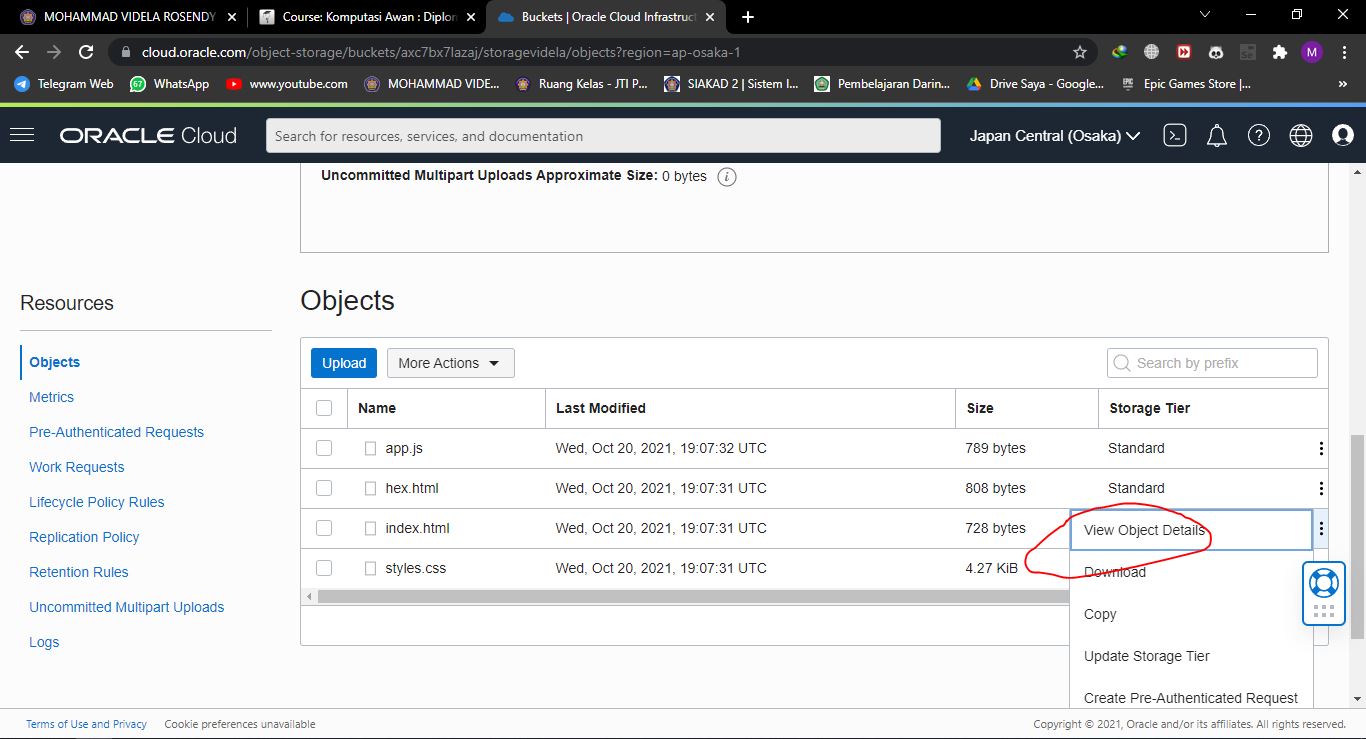 MOHAMMAD VIDELA ROSENDY
Course: Komputasi Awan : Diplon
Buckets | Oracle Cloud Infrastruct
cloud.oracle.com/object-storage/buckets/axc7bx7lazaj/storagevidela/objects?region=ap-osaka-1
M
Telegram Web
67
WhatsApp
www.youtube.com
MOHAMMAD VIDE...
Ruang Kelas - JTI P...
SIAKAD 2 | Sistem I...
Pembelajaran Darin...
Drive Saya - Google...
Epic Games Store |...
»
ORACLE Cloud
Search for resources, services, and documentation
Japan Central (Osaka)
Uncommitted Multipart Uploads Approximate Size: 0 bytes
Resources
Objects
Metrics
Pre-Authenticated Requests
Work Requests
Lifecycle Policy Rules
Replication Policy
Retention Rules
Uncommitted Multipart Uploads
Logs
Objects
Upload
More Actions
Search by prefix
Name Last Modified Size Storage Tier
app.js Wed, Oct 20, 2021, 19:07:32 UTC 789 bytes Standard
hex.html Wed, Oct 20, 2021, 19:07:31 UTC 808 bytes Standard
index.html Wed, Oct 20, 2021, 19:07:31 UTC 728 bytes
styles.css Wed, Oct 20, 2021, 19:07:31 UTC 4.27 KiB
View Object Details
Download
Copy
Update Storage Tier
Create Pre-Authenticated Request
Terms of Use and Privacy Cookie preferences unavailable
Copyright © 2021, Oracle and/or its affiliates. All rights reserved.